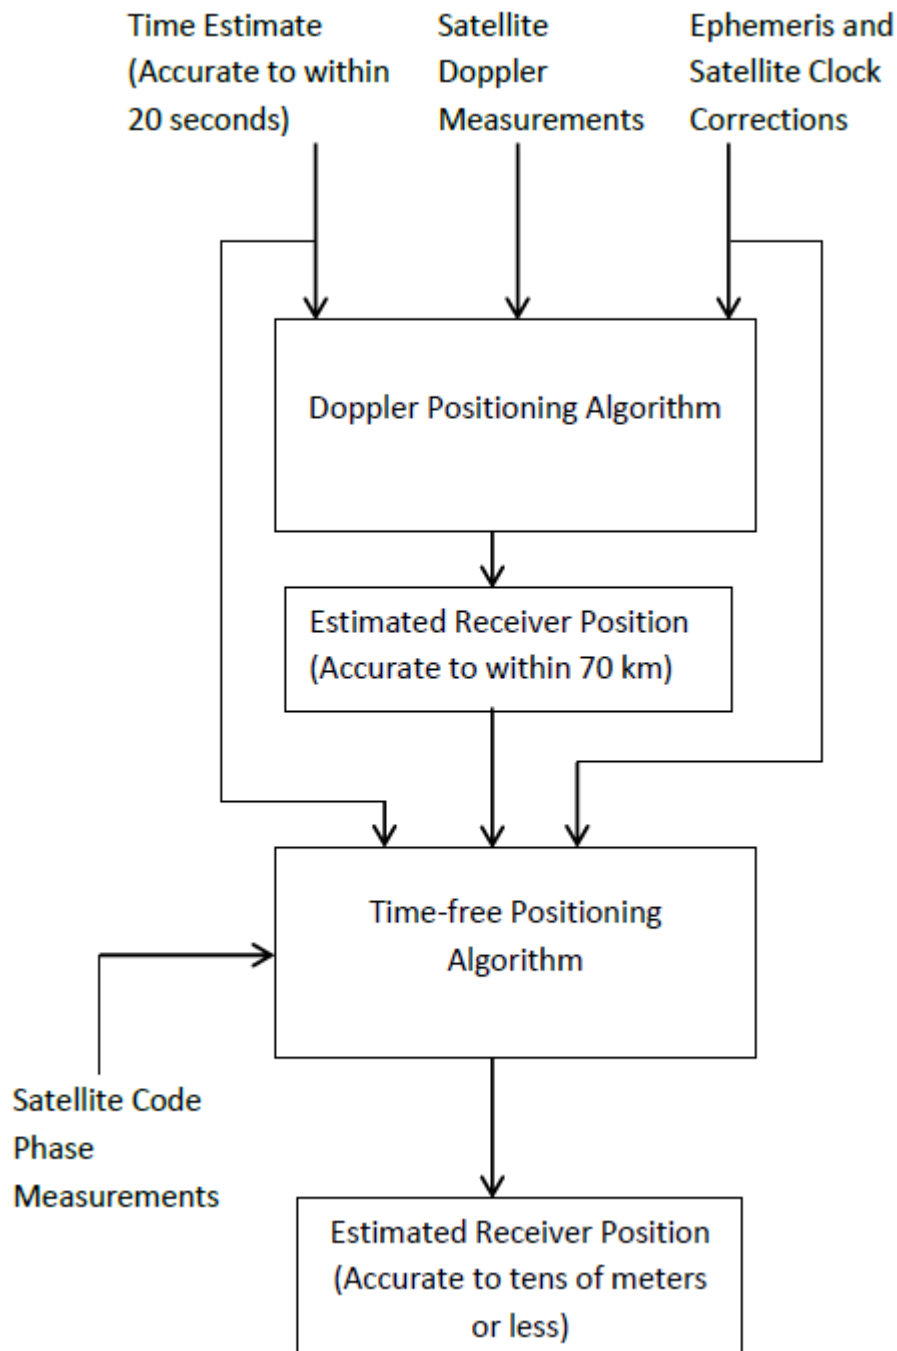 Time Estimate
(Accurate to within
20 seconds)
Satellite
Doppler
Measurements
Ephemeris and
Satellite Clock
Corrections
Doppler Positioning Algorithm
Estimated Receiver Position
(Accurate to within 70 km)
Time-free Positioning
Algorithm
Satellite Code
Phase
Measurements
Estimated Receiver Position
(Accurate to tens of meters
or less)